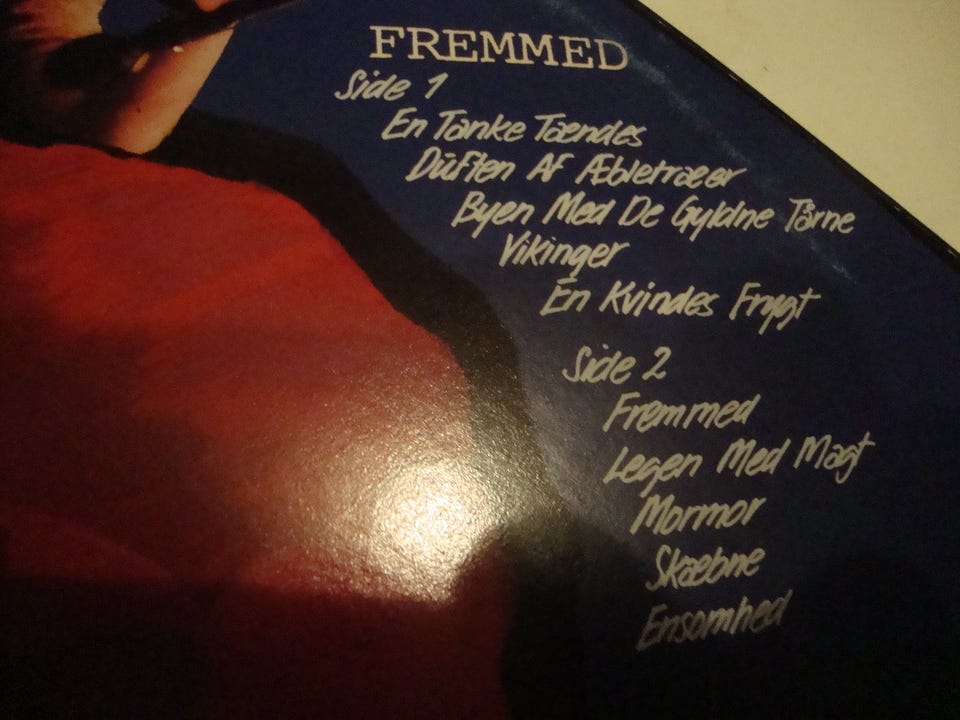 FREMMED
Side 1
En Tanke Tændes
Duften Af Æbletræer
Byen Med De Gyldne Tårne
Vikinger
En Kvindes Frygt
Side 2
Fremmed
Legen Med Magt
Mormor
Skæbne
Ensomhed